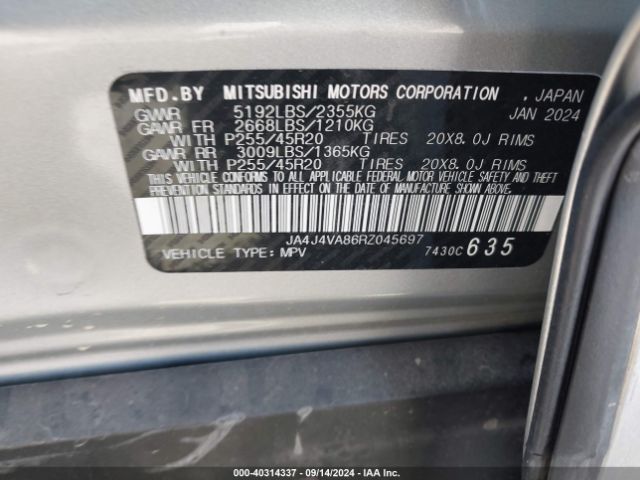 MFD.BY MITSUBISHI MOTORS CORPORATION , JAPAN
GVWR 5192LBS/2355KG JAN 2024
GAWR FR 2668LBS/1210KG
WITH P255/45R20 TIRES 20X8.0J RIMS
GAWR RR 3009LBS/1365KG
WITH P255/45R20 TIRES 20X8.0J RIMS
THIS VEHICLE CONFORMS TO ALL APPLICABLE FEDERAL MOTOR VEHICLE SAFETY AND THEFT
PREVENTION STANDARDS IN EFFECT ON THE DATE OF MANUFACTURE SHOWN ABOVE.
JA4J4VA86RZ045697
VEHICLE TYPE: MPV 7430C 635
000-40314337 - 09/14/2024 - IAA Inc.